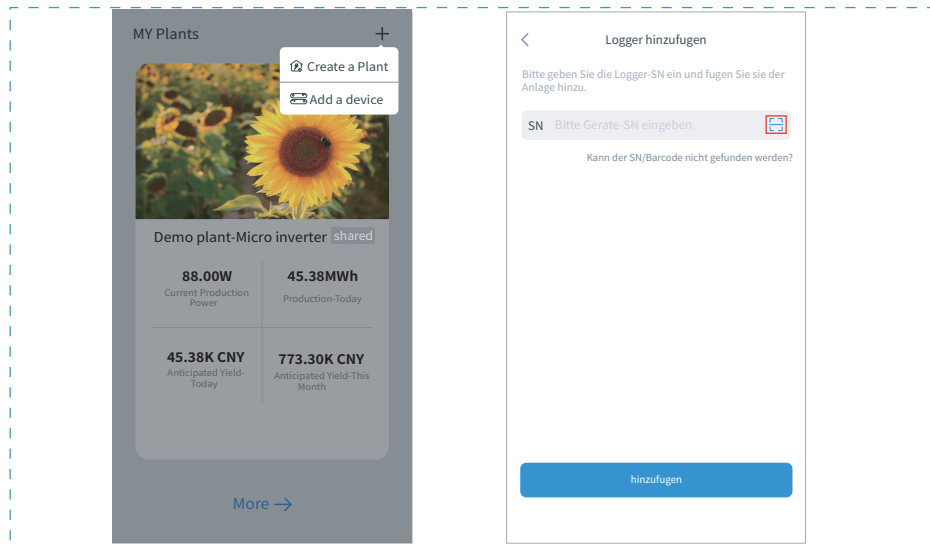 MY Plants
Create a Plant
Add a device
Demo plant-Micro inverter shared
88.00W
Current Production
Power
45.38MWh
Production-Today
45.38K CNY
Anticipated Yield-
Today
773.30K CNY
Anticipated Yield-This
Month
More
Logger hinzufugen
Bitte geben Sie die Logger-SN ein und fugen Sie sie der
Anlage hinzu.
SN Bitte Gerate-SN eingeben
Kann der SN/Barcode nicht gefunden werden?
hinzufugen